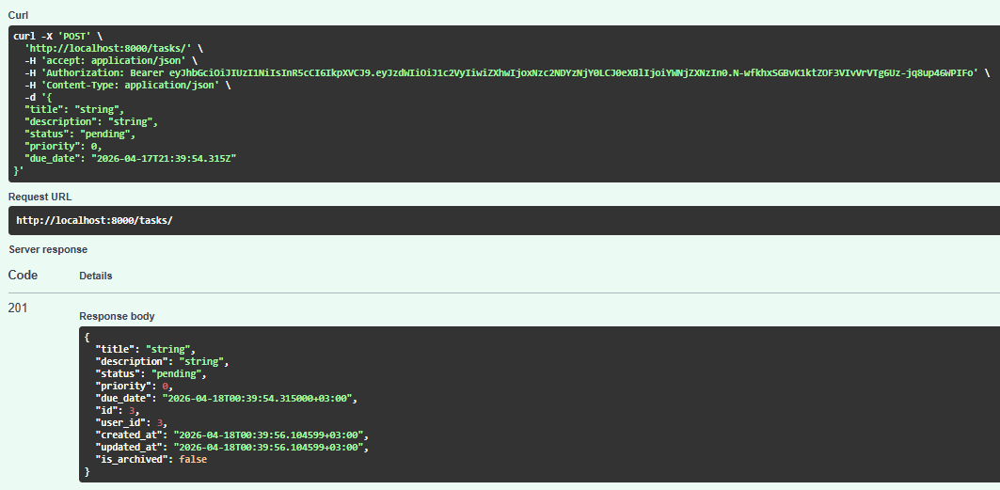 Curl
curl -X 'POST' \
  'http://localhost:8000/tasks/' \
  -H 'accept: application/json' \
  -H 'Authorization: Bearer eyJhbGciOiJIUzI1NiIsInR5cCI6IkpXVCJ9.eyJzdWIiOiJ1c2VyIiwiZXhwIjoxNzc2NDYzNjY0LCJ0eXBlIjoiYWNjZXNzIn0.N-wfkhxSGBvK1ktZOF3VIvVrVTg6Uz-jq8up46WPIFo' \
  -H 'Content-Type: application/json' \
  -d '{
  "title": "string",
  "description": "string",
  "status": "pending",
  "priority": 0,
  "due_date": "2026-04-17T21:39:54.315Z"
}'
Request URL
http://localhost:8000/tasks/
Server response
Code Details
201
Response body
{
  "title": "string",
  "description": "string",
  "status": "pending",
  "priority": 0,
  "due_date": "2026-04-18T00:39:54.315000+03:00",
  "id": 3,
  "user_id": 3,
  "created_at": "2026-04-18T00:39:56.104599+03:00",
  "updated_at": "2026-04-18T00:39:56.104599+03:00",
  "is_archived": false
}